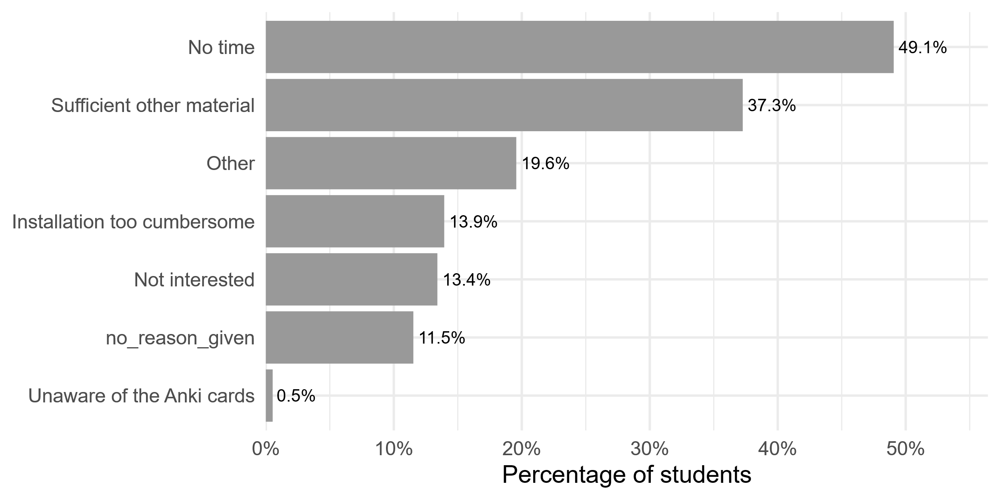 No time 49.1%
Sufficient other material 37.3%
Other 19.6%
Installation too cumbersome 13.9%
Not interested 13.4%
no_reason_given 11.5%
Unaware of the Anki cards 0.5%
0% 10% 20% 30% 40% 50%
Percentage of students